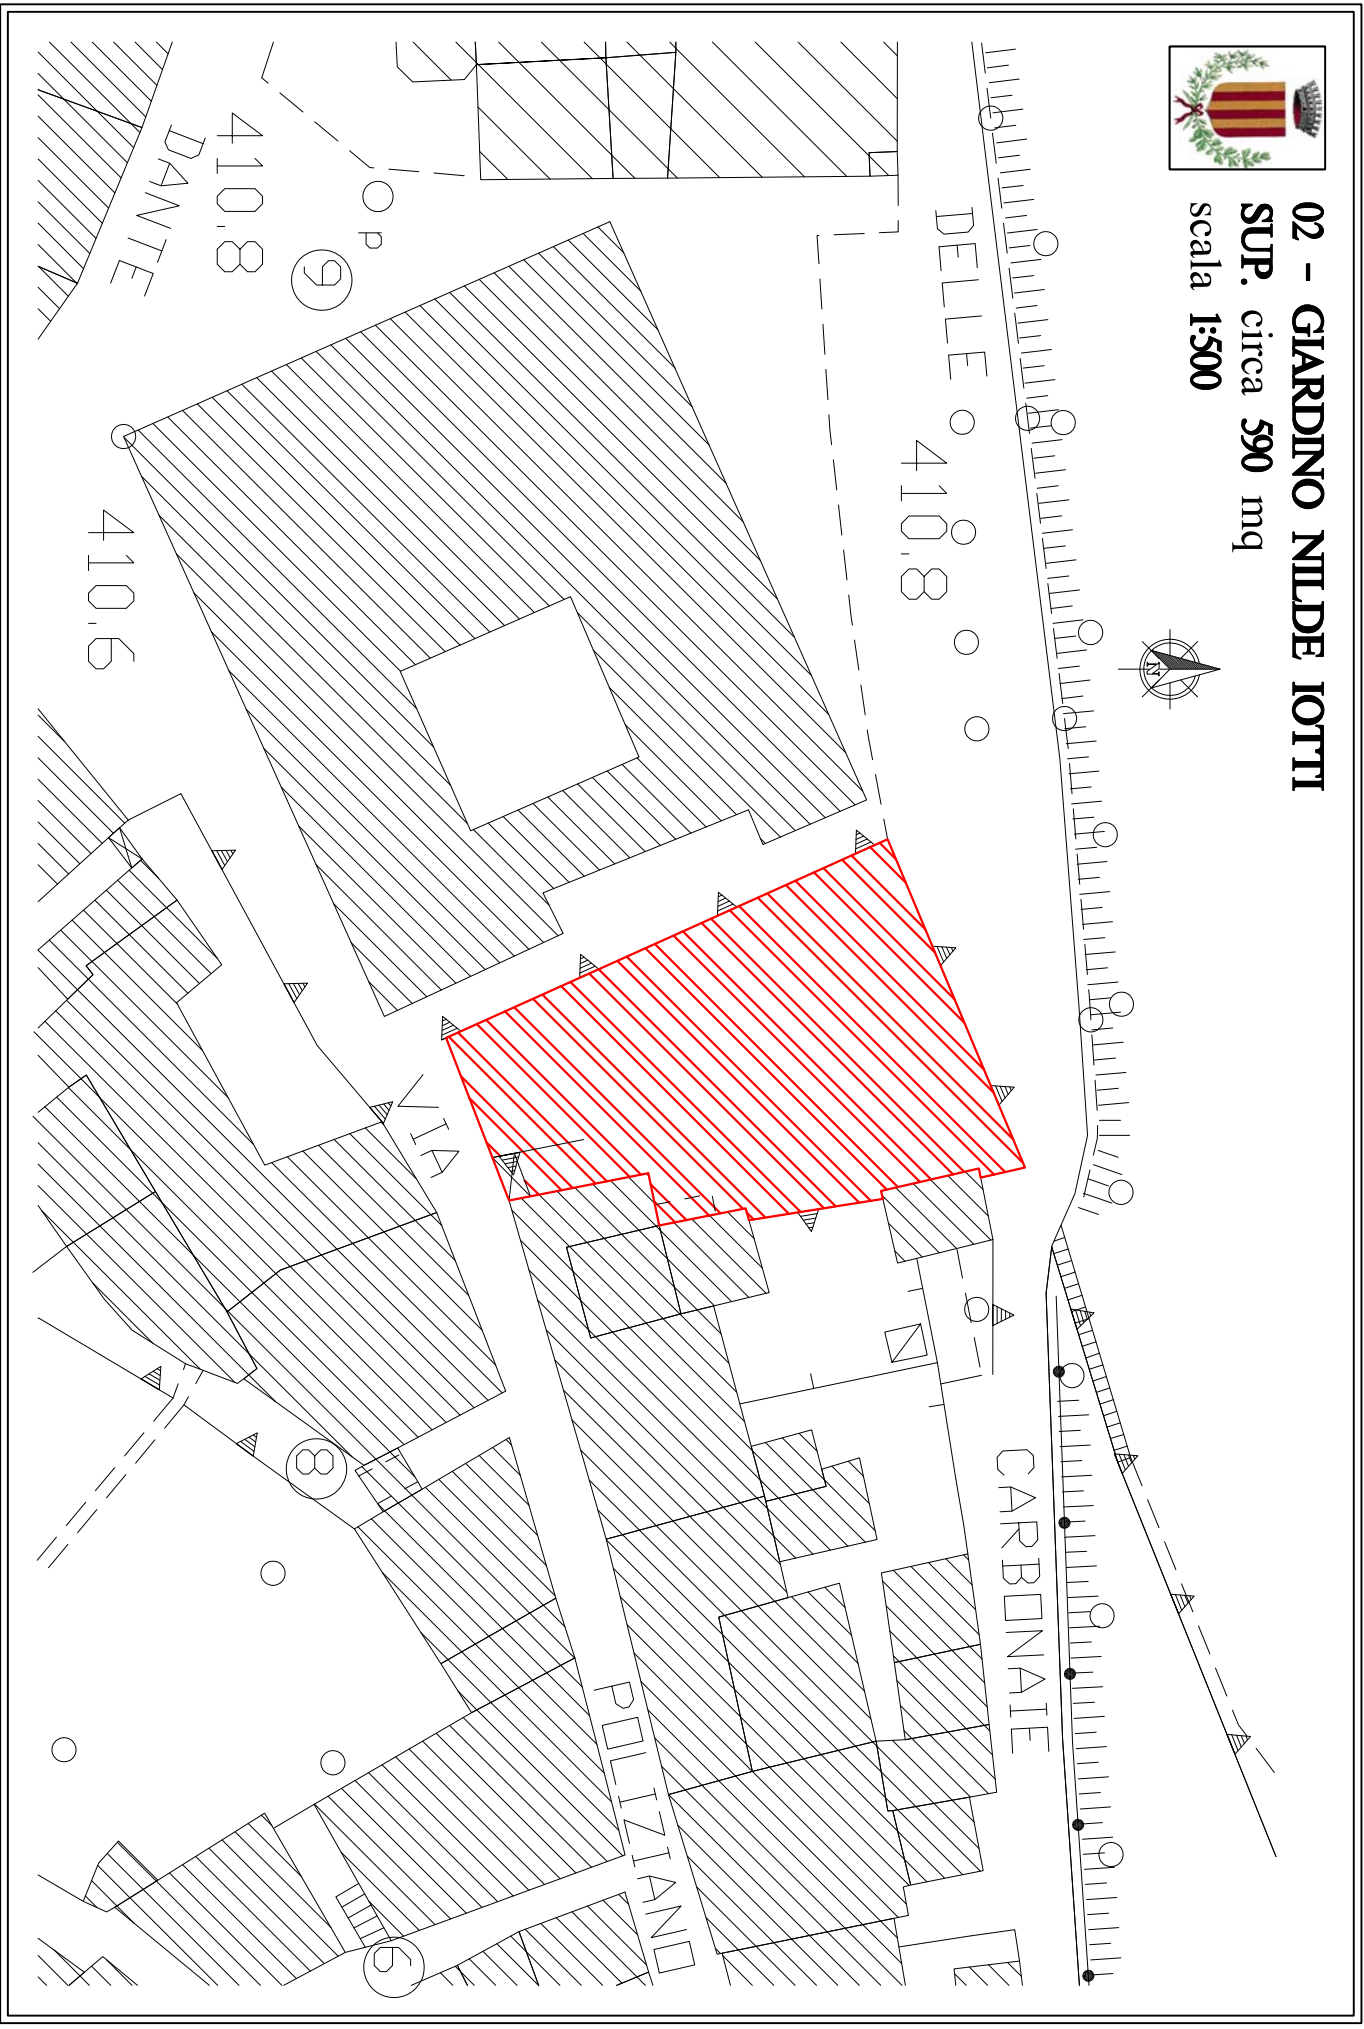 02 - GIARDINO NILDE IOTTI
SUP. circa 590 mq
scala 1:500
N
DELLE
CARBONAIE
410.8
P
9
410.8
DANTE
410.6
VIA
POLIZIANO
8